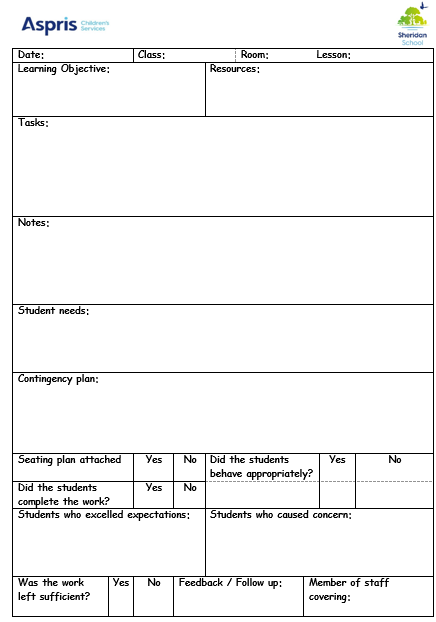 Aspris Children's
Services
Sheridan
School
Date: Class: Room: Lesson:
Learning Objective: Resources:
Tasks:
Notes:
Student needs:
Contingency plan:
Seating plan attached Yes No Did the students
behave appropriately? Yes No
Did the students
complete the work? Yes No
Students who excelled expectations: Students who caused concern:
Was the work
left sufficient? Yes No Feedback / Follow up: Member of staff
covering: